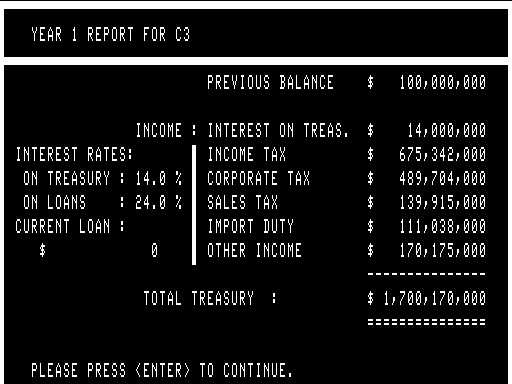 YEAR 1 REPORT FOR C3
PREVIOUS BALANCE $ 100,000,000
INCOME : INTEREST ON TREAS. $ 14,000,000
INTEREST RATES: INCOME TAX $ 675,342,000
ON TREASURY : 14.0 % CORPORATE TAX $ 489,704,000
ON LOANS : 24.0 % SALES TAX $ 139,915,000
CURRENT LOAN : IMPORT DUTY $ 111,038,000
$ 0 OTHER INCOME $ 170,175,000
---------------
TOTAL TREASURY : $ 1,700,170,000
===============
PLEASE PRESS <ENTER> TO CONTINUE.